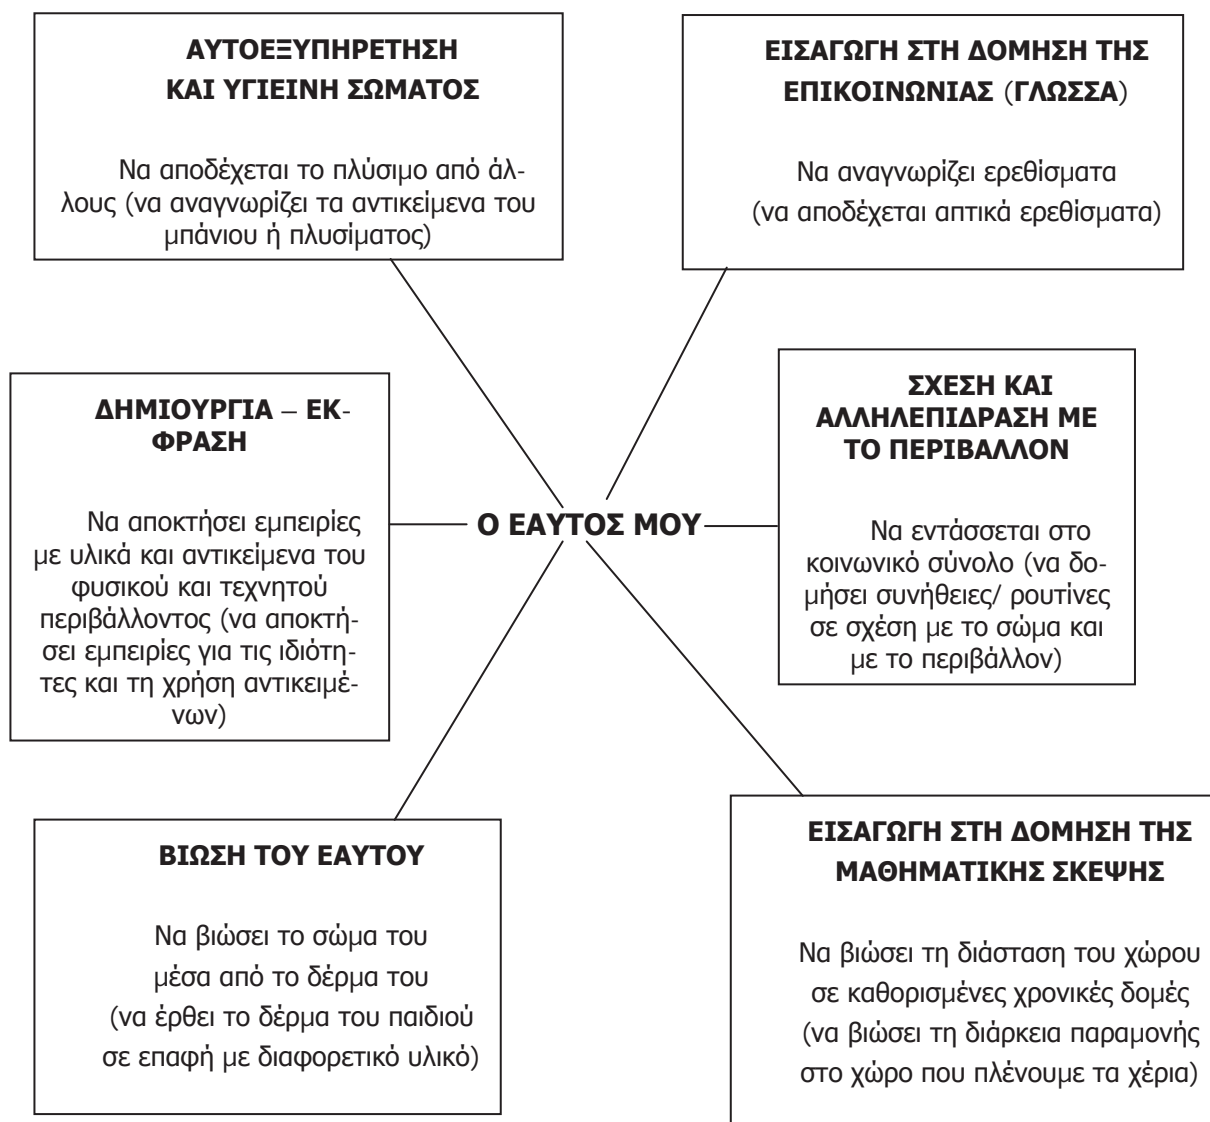 ΑΥΤΟΕΞΥΠΗΡΕΤΗΣΗ
ΚΑΙ ΥΓΙΕΙΝΗ ΣΩΜΑΤΟΣ
Να αποδέχεται το πλύσιμο από άλ-
λους (να αναγνωρίζει τα αντικείμενα του
μπάνιου ή πλυσίματος)
ΕΙΣΑΓΩΓΗ ΣΤΗ ΔΟΜΗΣΗ ΤΗΣ
ΕΠΙΚΟΙΝΩΝΙΑΣ (ΓΛΩΣΣΑ)
Να αναγνωρίζει ερεθίσματα
(να αποδέχεται απτικά ερεθίσματα)
ΔΗΜΙΟΥΡΓΙΑ – ΕΚ-
ΦΡΑΣΗ
Να αποκτήσει εμπειρίες
με υλικά και αντικείμενα του
φυσικού και τεχνητού
περιβάλλοντος (να αποκτή-
σει εμπειρίες για τις ιδιότη-
τες και τη χρήση αντικειμέ-
νων)
Ο ΕΑΥΤΟΣ ΜΟΥ
ΣΧΕΣΗ ΚΑΙ
ΑΛΛΗΛΕΠΙΔΡΑΣΗ ΜΕ
ΤΟ ΠΕΡΙΒΑΛΛΟΝ
Να εντάσσεται στο
κοινωνικό σύνολο (να δο-
μήσει συνήθειες/ ρουτίνες
σε σχέση με το σώμα και
με το περιβάλλον)
ΒΙΩΣΗ ΤΟΥ ΕΑΥΤΟΥ
Να βιώσει το σώμα του
μέσα από το δέρμα του
(να έρθει το δέρμα του παιδιού
σε επαφή με διαφορετικό υλικό)
ΕΙΣΑΓΩΓΗ ΣΤΗ ΔΟΜΗΣΗ ΤΗΣ
ΜΑΘΗΜΑΤΙΚΗΣ ΣΚΕΨΗΣ
Να βιώσει τη διάσταση του χώρου
σε καθορισμένες χρονικές δομές
(να βιώσει τη διάρκεια παραμονής
στο χώρο που πλένουμε τα χέρια)